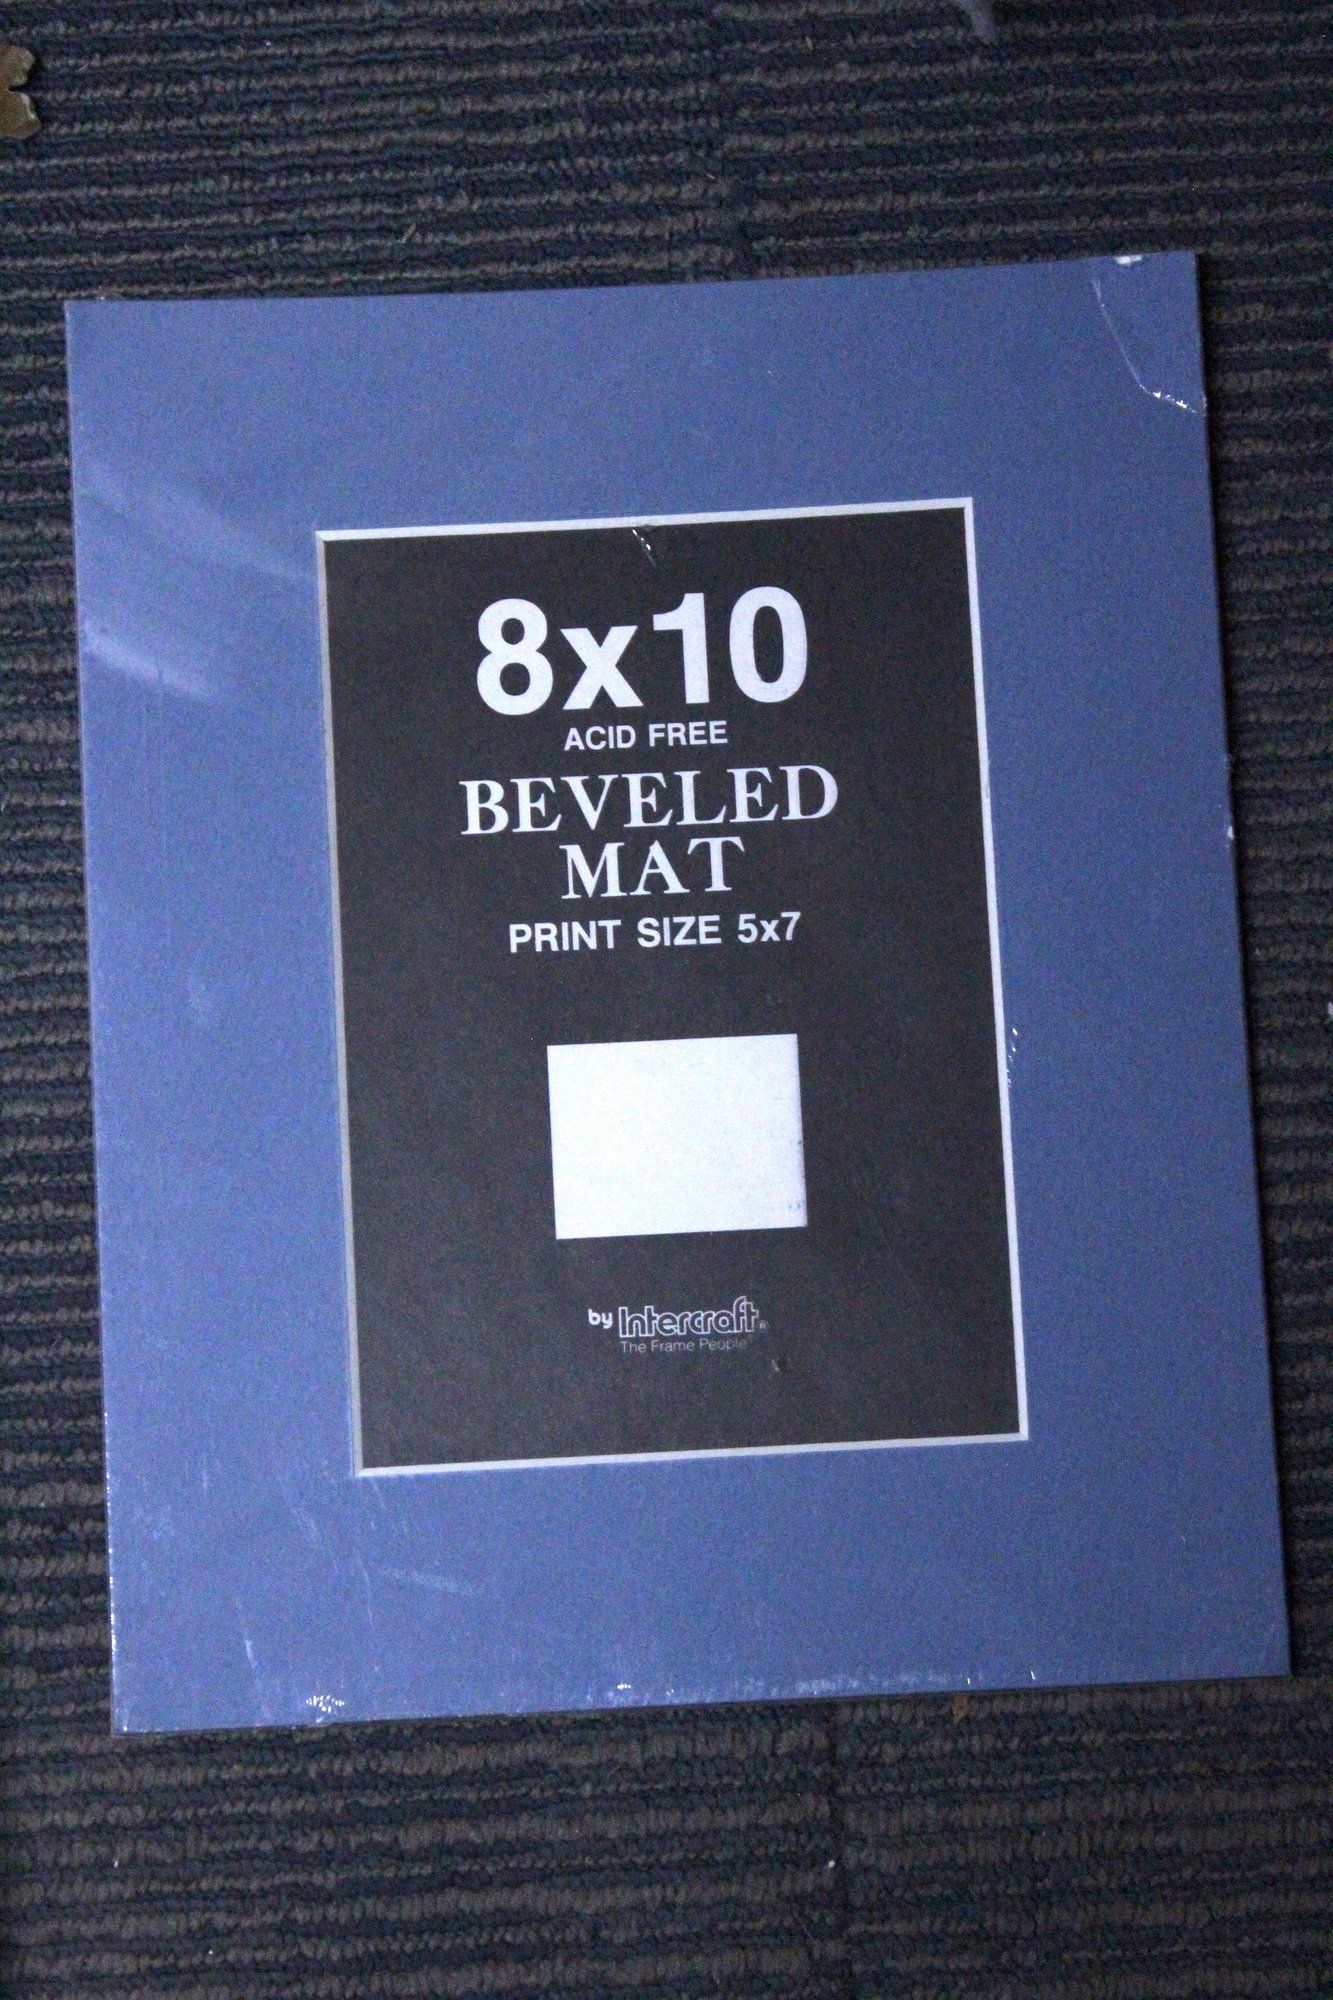 8x10
ACID FREE
BEVELED
MAT
PRINT SIZE 5x7
by Intercraft®
The Frame People